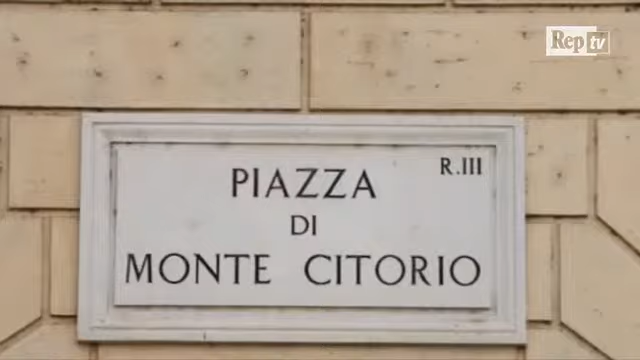 Rep tv
R.III
PIAZZA
DI
MONTE CITORIO